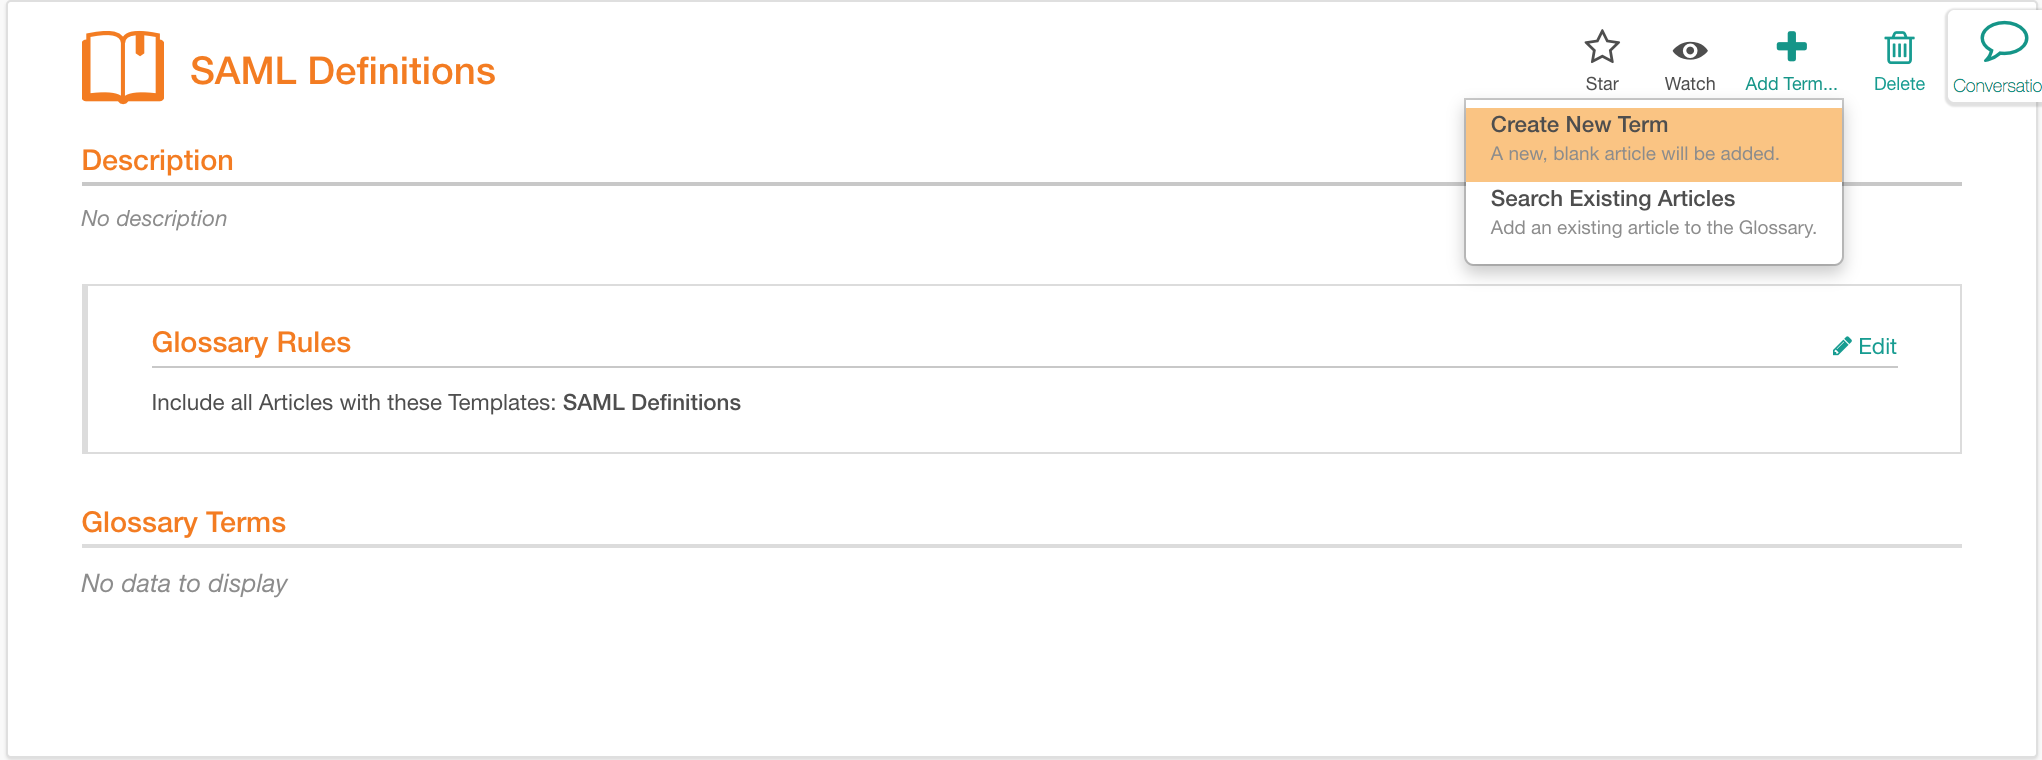 SAML Definitions
Star
Watch
Add Term...
Delete
Conversatio
Create New Term
A new, blank article will be added.
Search Existing Articles
Add an existing article to the Glossary.
Description
No description
Glossary Rules
Edit
Include all Articles with these Templates: SAML Definitions
Glossary Terms
No data to display